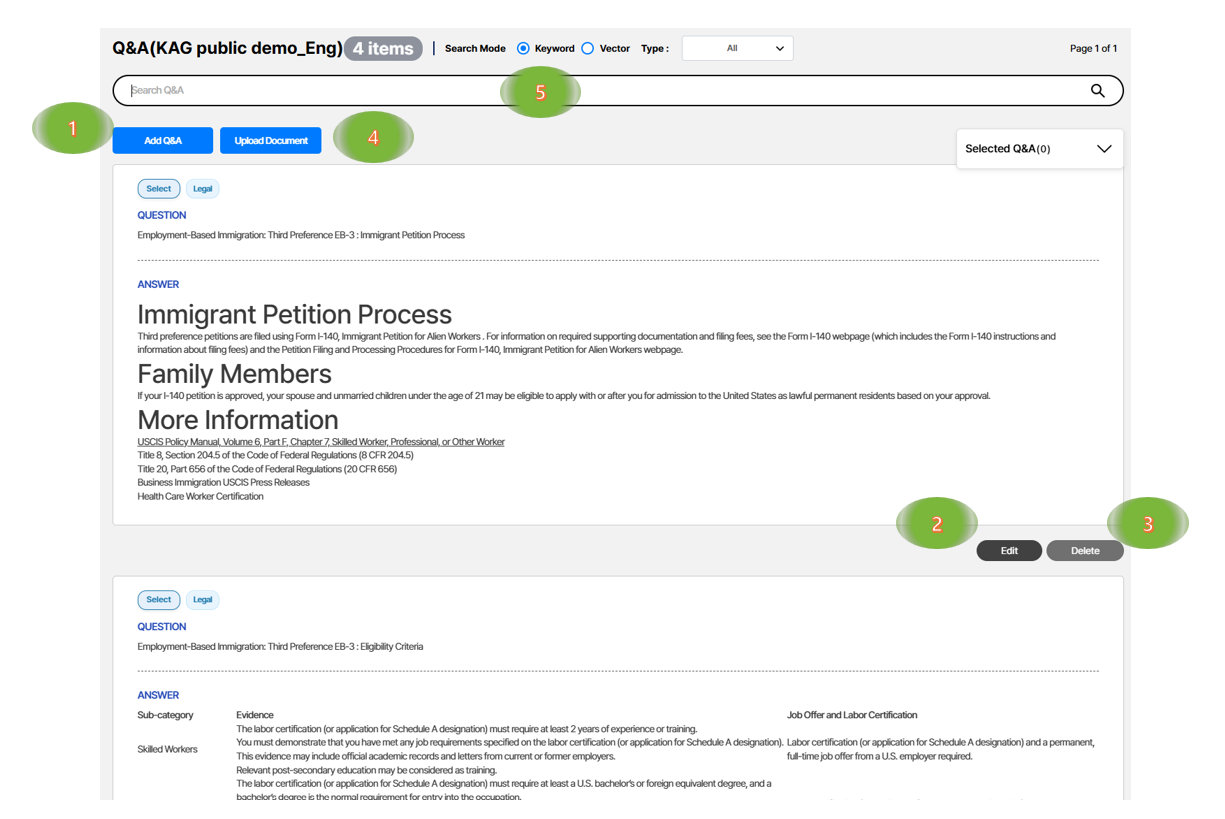 Q&A(KAG public demo_Eng) 4 items | Search Mode Keyword Vector Type : All Page 1 of 1
Search Q&A
5
1
Add Q&A Upload Document 4
Selected Q&A(0)
Select Legal
QUESTION
Employment-Based Immigration: Third Preference EB-3 : Immigrant Petition Process
ANSWER
Immigrant Petition Process
Third preference petitions are filed using Form I-140, Immigrant Petition for Alien Workers . For information on required supporting documentation and filing fees, see the Form I-140 webpage (which includes the Form I-140 instructions and
information about filing fees) and the Petition Filing and Processing Procedures for Form I-140, Immigrant Petition for Alien Workers webpage.
Family Members
If your I-140 petition is approved, your spouse and unmarried children under the age of 21 may be eligible to apply with or after you for admission to the United States as lawful permanent residents based on your approval.
More Information
USCIS Policy Manual, Volume 6, Part F, Chapter 7, Skilled Worker, Professional, or Other Worker
Title 8, Section 204.5 of the Code of Federal Regulations (8 CFR 204.5)
Title 20, Part 656 of the Code of Federal Regulations (20 CFR 656)
Business Immigration USCIS Press Releases
Health Care Worker Certification
2 3
Edit Delete
Select Legal
QUESTION
Employment-Based Immigration: Third Preference EB-3 : Eligibility Criteria
ANSWER
Sub-category Evidence Job Offer and Labor Certification
The labor certification (or application for Schedule A designation) must require at least 2 years of experience or training.
Skilled Workers You must demonstrate that you have met any job requirements specified on the labor certification (or application for Schedule A designation). Labor certification (or application for Schedule A designation) and a permanent,
This evidence may include official academic records and letters from current or former employers. full-time job offer from a U.S. employer required.
Relevant post-secondary education may be considered as training.
The labor certification (or application for Schedule A designation) must require at least a U.S. bachelor's or foreign equivalent degree, and a
bachelor's degree is the normal requirement for entry into the occupation.